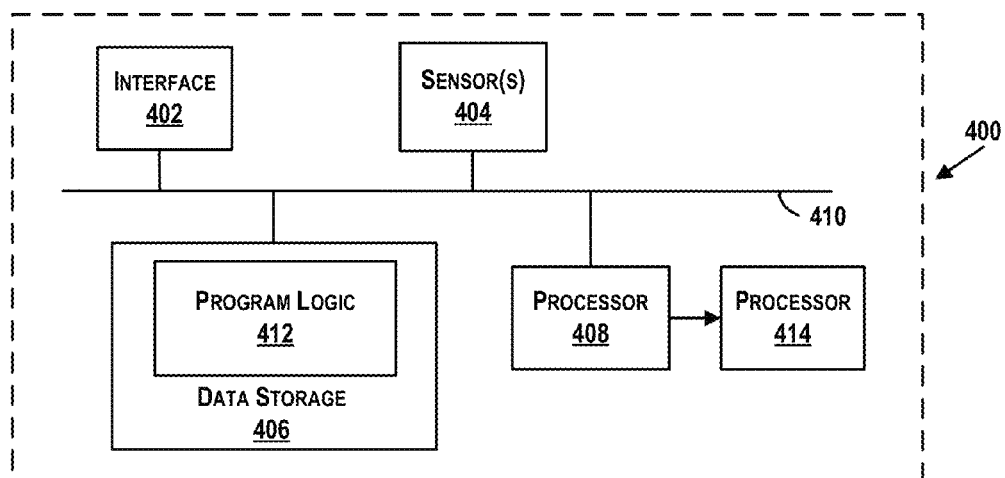 INTERFACE
402
SENSOR(S)
404
400
410
PROGRAM LOGIC
412
DATA STORAGE
406
PROCESSOR
408
PROCESSOR
414